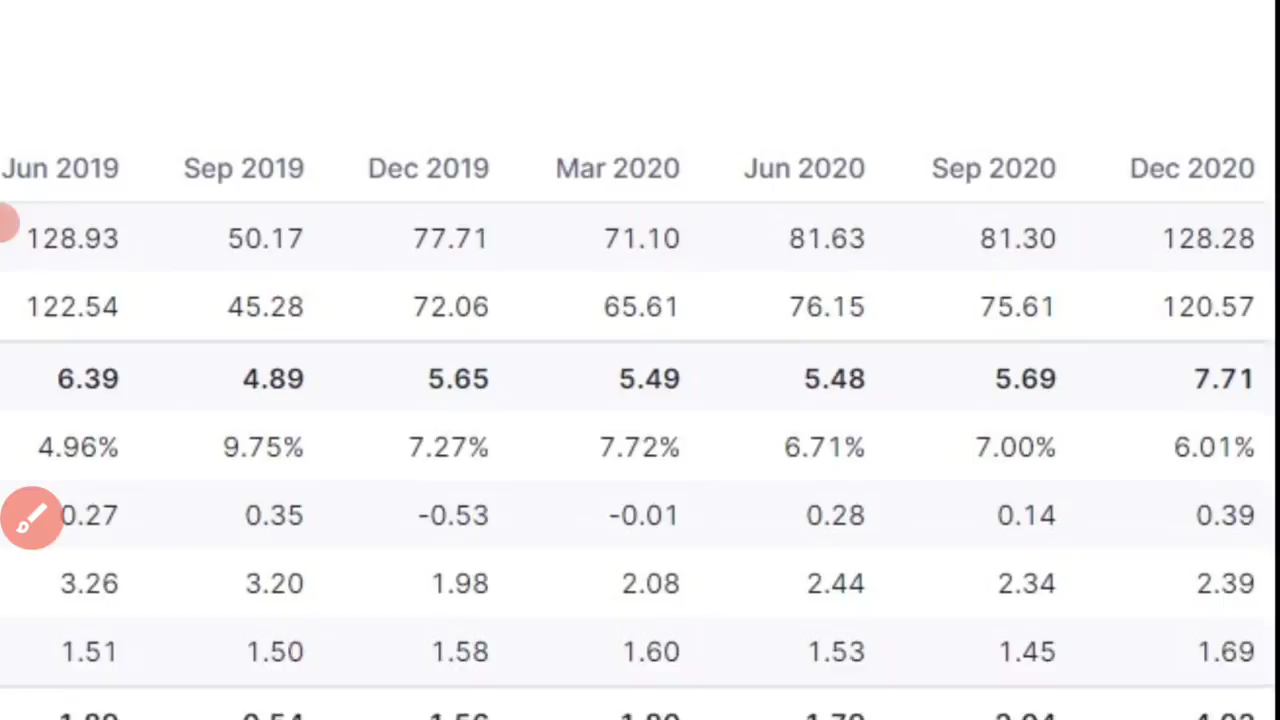 Jun 2019 Sep 2019 Dec 2019 Mar 2020 Jun 2020 Sep 2020 Dec 2020
128.93 50.17 77.71 71.10 81.63 81.30 128.28
122.54 45.28 72.06 65.61 76.15 75.61 120.57
6.39 4.89 5.65 5.49 5.48 5.69 7.71
4.96% 9.75% 7.27% 7.72% 6.71% 7.00% 6.01%
0.27 0.35 -0.53 -0.01 0.28 0.14 0.39
3.26 3.20 1.98 2.08 2.44 2.34 2.39
1.51 1.50 1.58 1.60 1.53 1.45 1.69